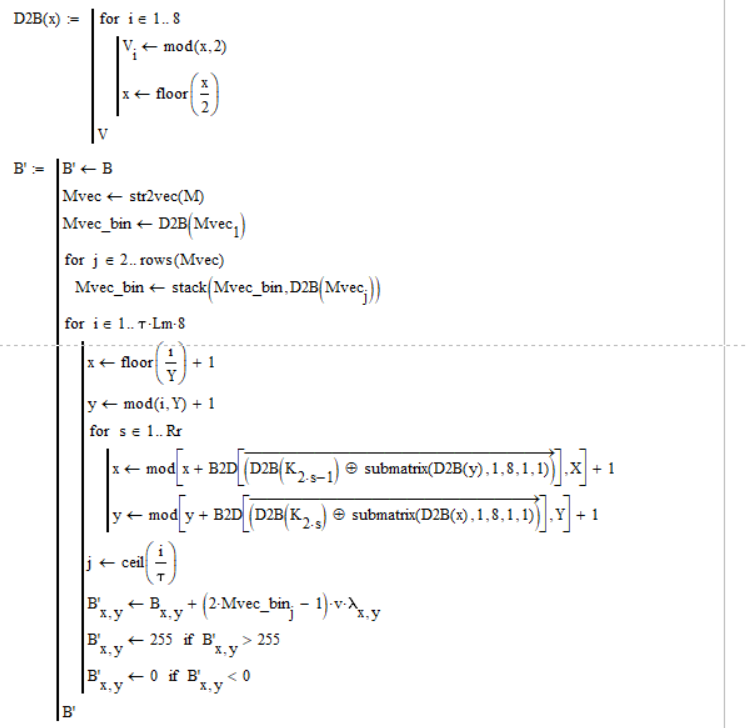 D2B(x) := for i ∈ 1.. 8
V_i ← mod(x,2)
x ← floor(x/2)
V
B' := B' ← B
Mvec ← str2vec(M)
Mvec_bin ← D2B(Mvec_1)
for j ∈ 2.. rows(Mvec)
Mvec_bin ← stack(Mvec_bin,D2B(Mvec_j))
for i ∈ 1.. τ·Lm·8
x ← floor(i/Y) + 1
y ← mod(i,Y) + 1
for s ∈ 1.. Rr
x ← mod[x + B2D[(D2B(K_2·s−1) ⊕ submatrix(D2B(y),1,8,1,1))],X] + 1
y ← mod[y + B2D[(D2B(K_2·s) ⊕ submatrix(D2B(x),1,8,1,1))],Y] + 1
j ← ceil(i/τ)
B'_x,y ← B_x,y + (2·Mvec_bin_j − 1)·v·λ_x,y
B'_x,y ← 255 if B'_x,y > 255
B'_x,y ← 0 if B'_x,y < 0
B'